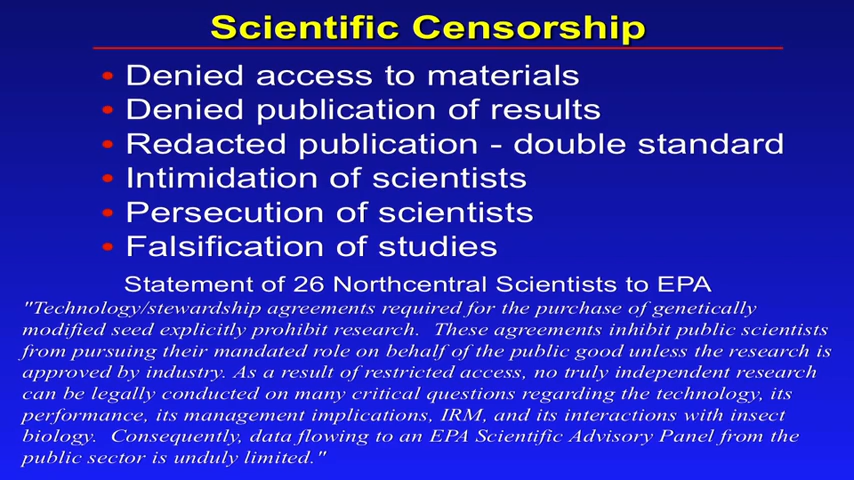 Scientific Censorship
• Denied access to materials
• Denied publication of results
• Redacted publication - double standard
• Intimidation of scientists
• Persecution of scientists
• Falsification of studies
Statement of 26 Northcentral Scientists to EPA
"Technology/stewardship agreements required for the purchase of genetically
modified seed explicitly prohibit research.  These agreements inhibit public scientists
from pursuing their mandated role on behalf of the public good unless the research is
approved by industry. As a result of restricted access, no truly independent research
can be legally conducted on many critical questions regarding the technology, its
performance, its management implications, IRM, and its interactions with insect
biology.  Consequently, data flowing to an EPA Scientific Advisory Panel from the
public sector is unduly limited."